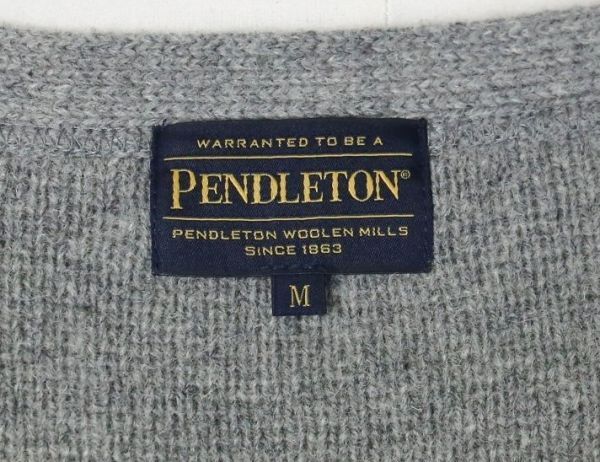 WARRANTED TO BE A
PENDLETON®
PENDLETON WOOLEN MILLS
SINCE 1863
M